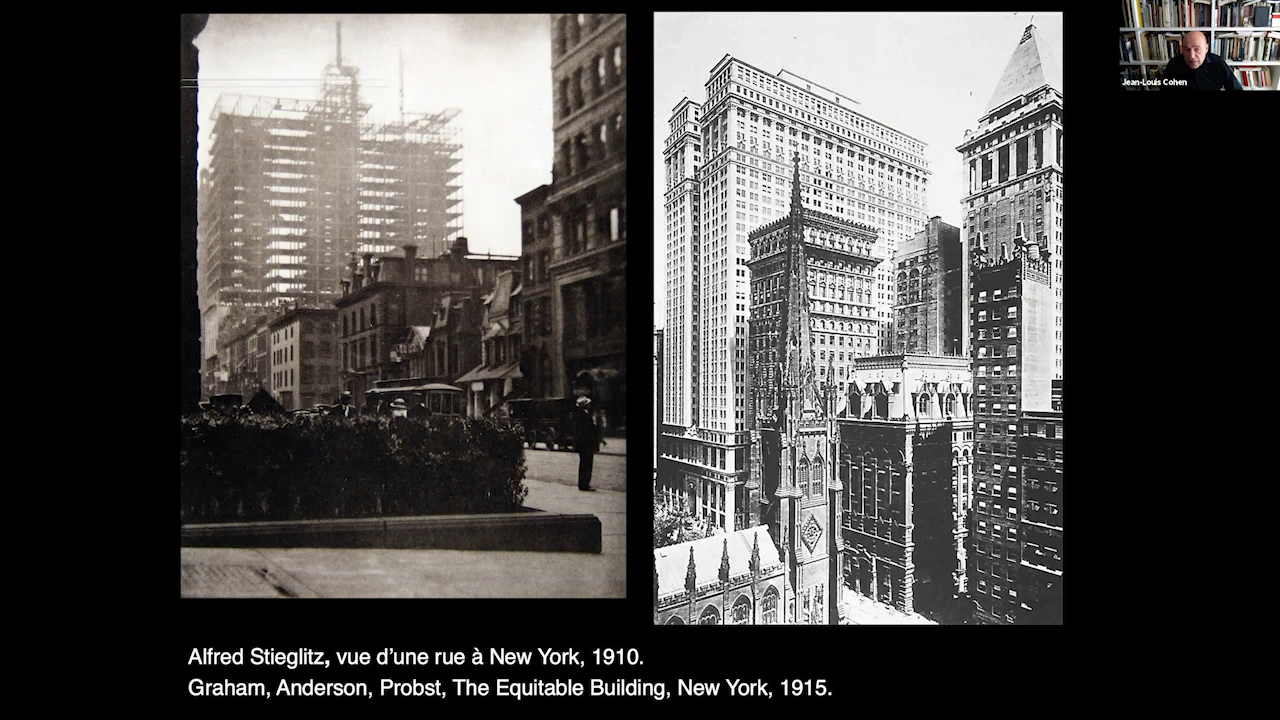 Jean-Louis Cohen
Alfred Stieglitz, vue d’une rue à New York, 1910.
Graham, Anderson, Probst, The Equitable Building, New York, 1915.